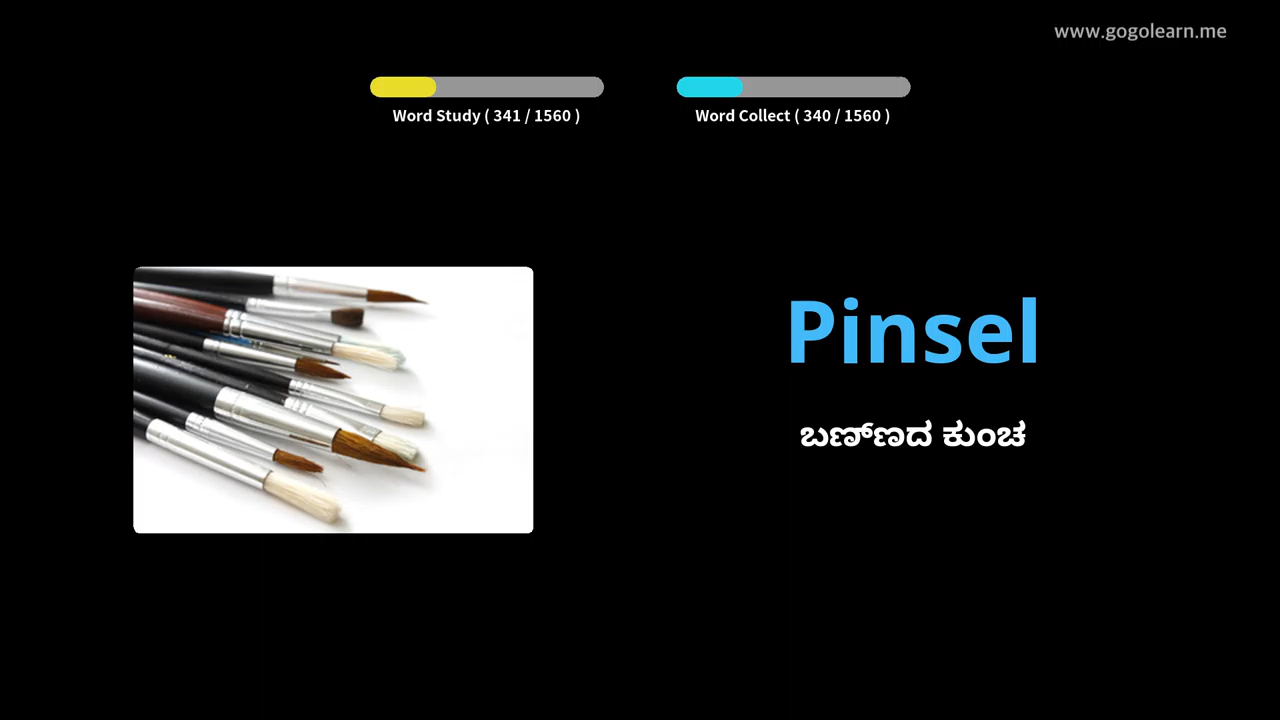 www.gogolearn.me
Word Study ( 341 / 1560 )
Word Collect ( 340 / 1560 )
Pinsel
ಬಣ್ಣದ ಕುಂಚ